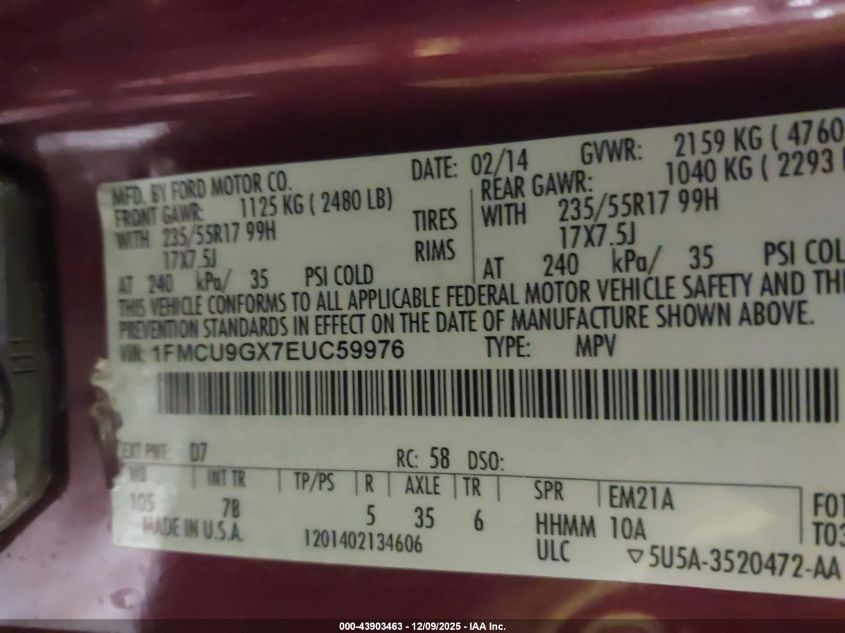 MFD. BY FORD MOTOR CO. DATE: 02/14 GVWR: 2159 KG ( 4760
FRONT GAWR: 1125 KG ( 2480 LB) REAR GAWR: 1040 KG ( 2293
WITH 235/55R17 99H TIRES WITH 235/55R17 99H
17X7.5J RIMS 17X7.5J
AT 240 kPa/ 35 PSI COLD AT 240 kPa/ 35 PSI COL
THIS VEHICLE CONFORMS TO ALL APPLICABLE FEDERAL MOTOR VEHICLE SAFETY AND THE
PREVENTION STANDARDS IN EFFECT ON THE DATE OF MANUFACTURE SHOWN ABOVE.
VIN: 1FMCU9GX7EUC59976 TYPE: MPV
EXT PNT: D7 RC: 58 DSO:
WB INT TR TP/PS R AXLE TR SPR EM21A F01
105 7B 5 35 6 HHMM 10A T03
MADE IN U.S.A. 1201402134606 ULC ▽5U5A-3520472-AA
000-43903463 - 12/09/2025 - IAA Inc.